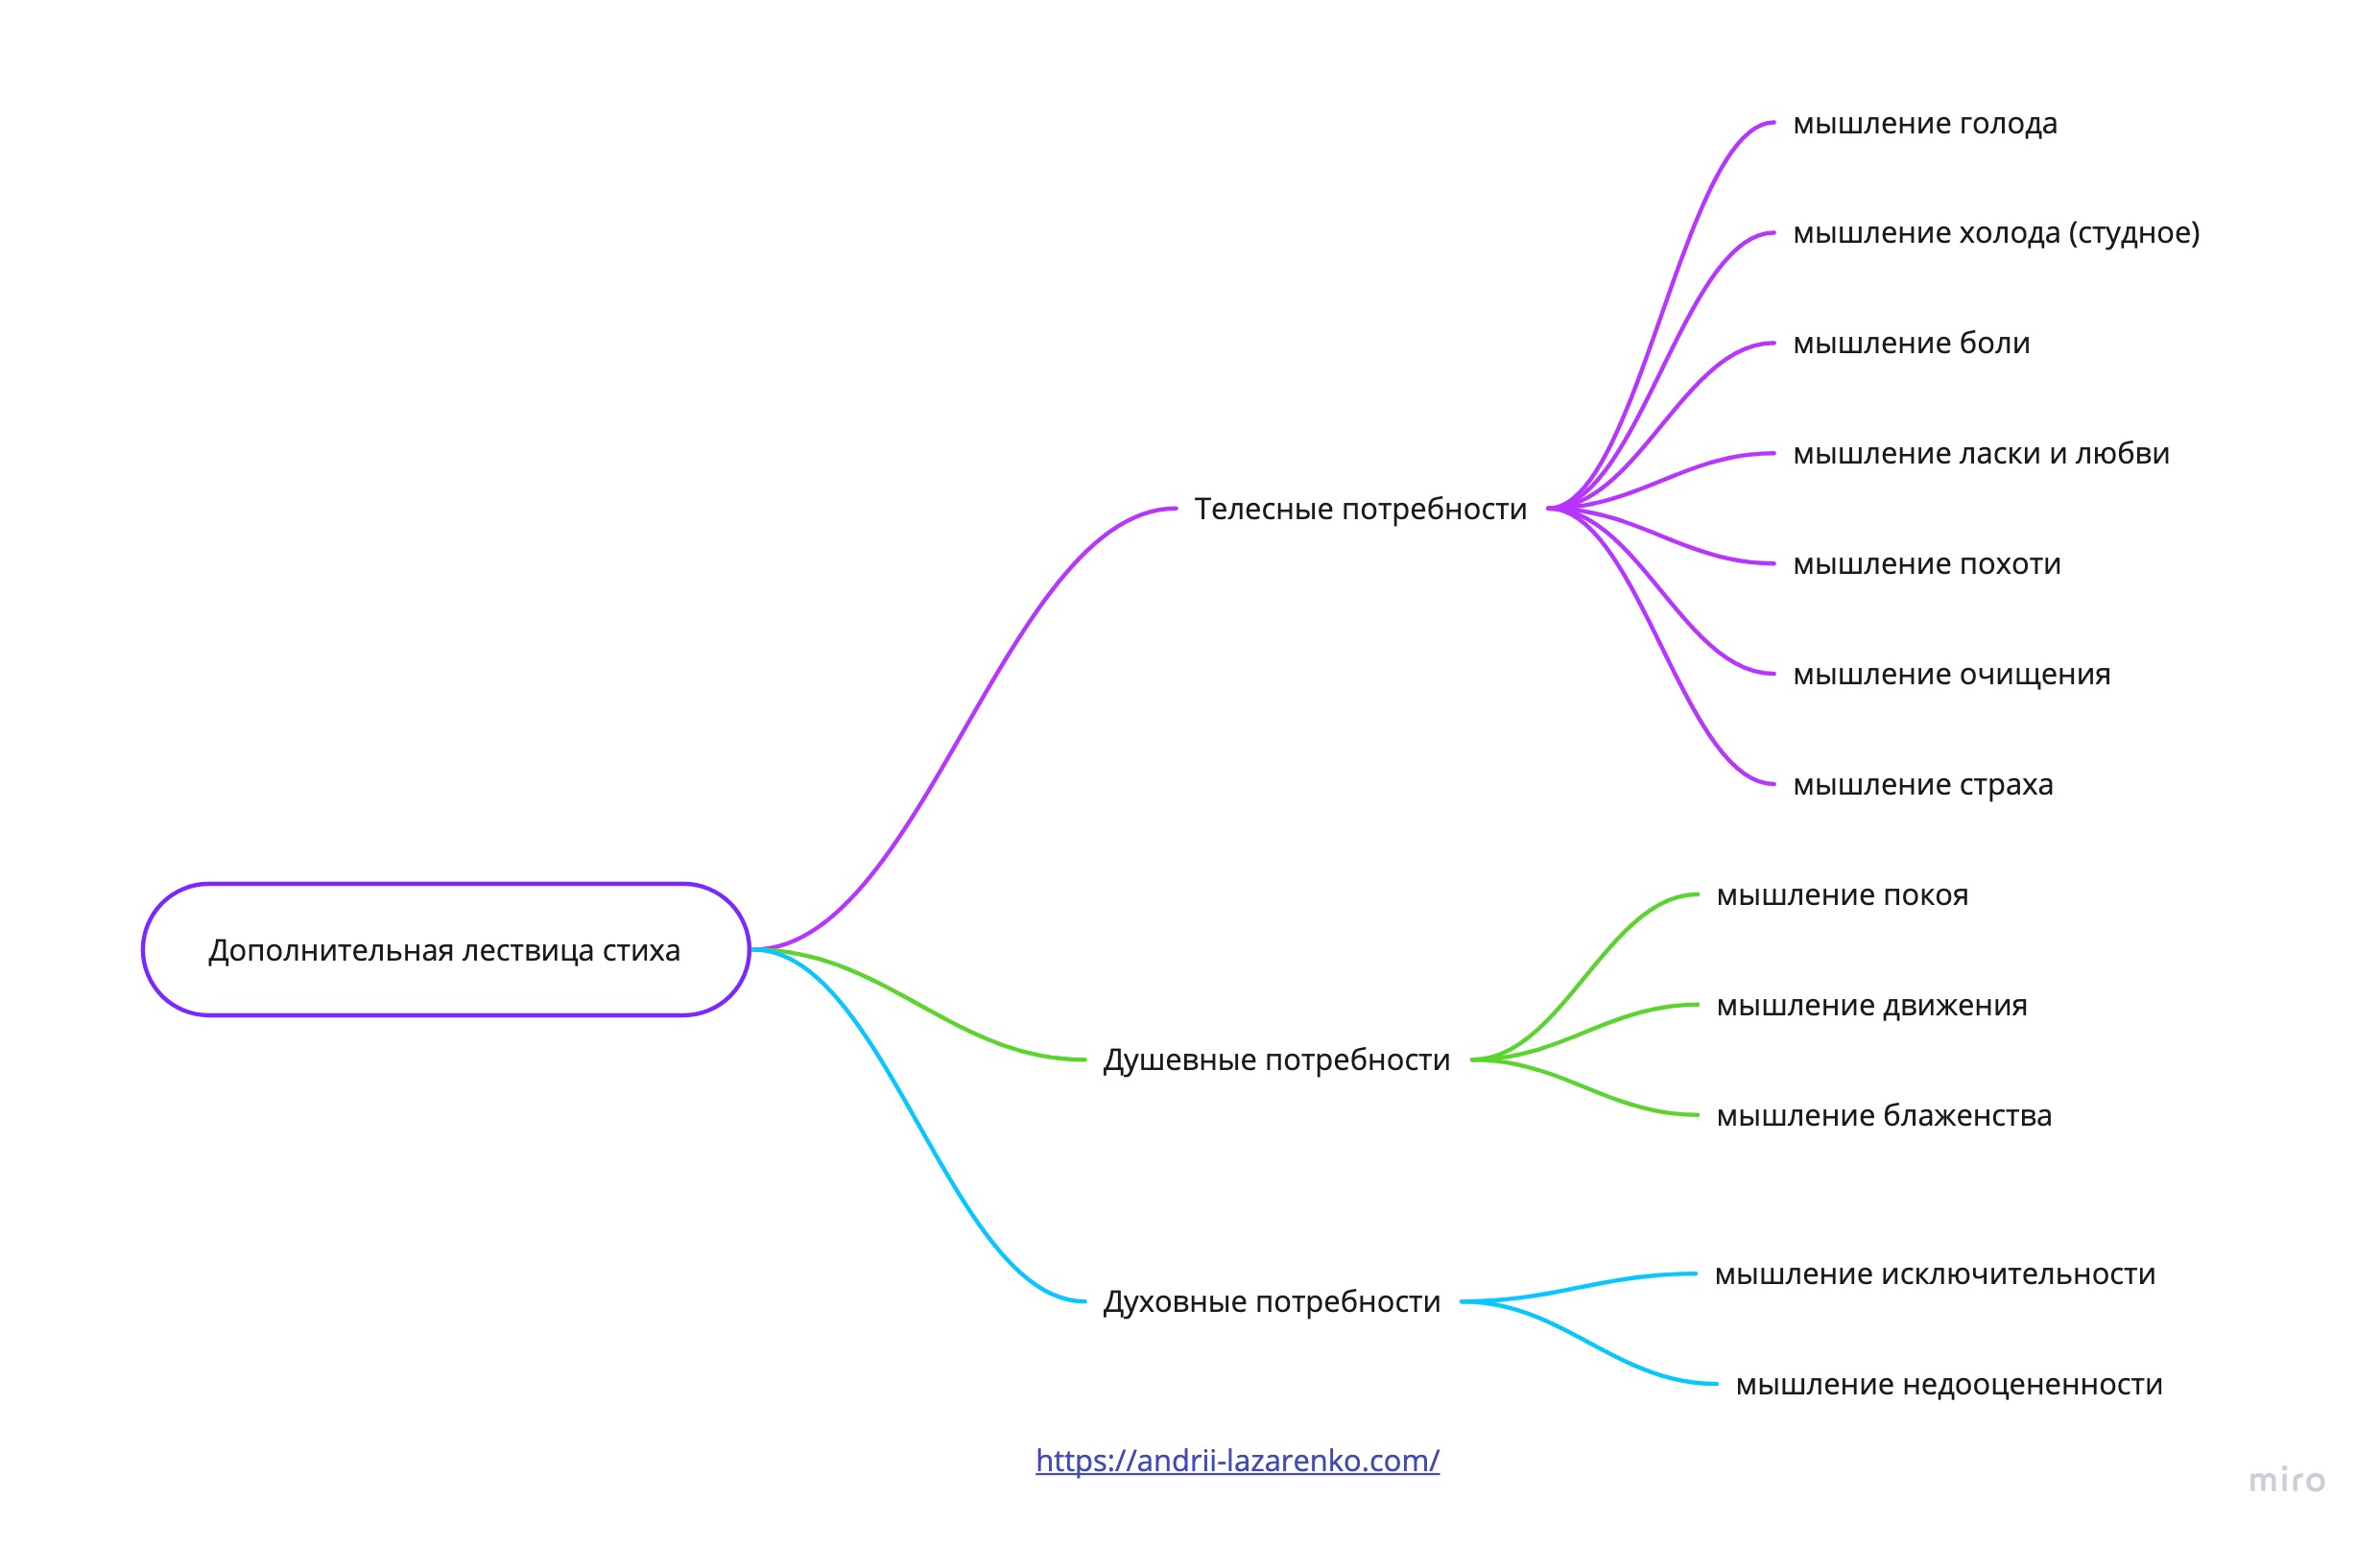 Дополнительная лествица стиха
Телесные потребности
мышление голода
мышление холода (студное)
мышление боли
мышление ласки и любви
мышление похоти
мышление очищения
мышление страха
Душевные потребности
мышление покоя
мышление движения
мышление блаженства
Духовные потребности
мышление исключительности
мышление недооцененности
https://andrii-lazarenko.com/
miro